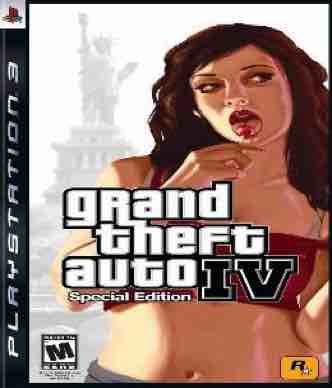 PLAYSTATION 3
grand
theft
auto IV
Special Edition
M
R